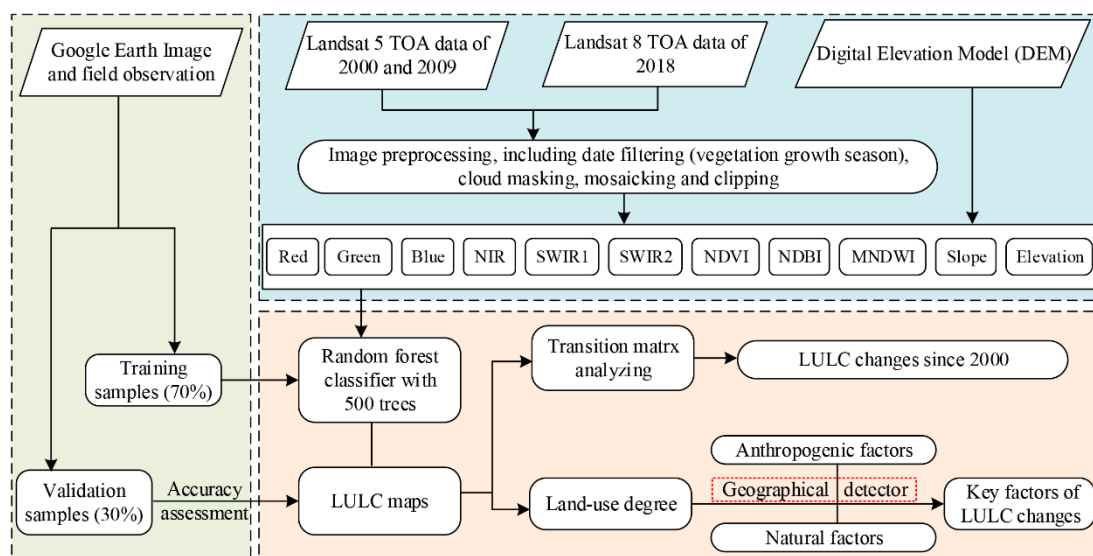 Google Earth Image
and field observation
Landsat 5 TOA data of
2000 and 2009
Landsat 8 TOA data of
2018
Digital Elevation Model (DEM)
Image preprocessing, including date filtering (vegetation growth season),
cloud masking, mosaicking and clipping
Red
Green
Blue
NIR
SWIR1
SWIR2
NDVI
NDBI
MNDWI
Slope
Elevation
Training
samples (70%)
Random forest
classifier with
500 trees
Transition matrx
analyzing
LULC changes since 2000
Validation
samples (30%)
Accuracy
assessment
LULC maps
Land-use degree
Anthropogenic factors
Geographical detector
Natural factors
Key factors of
LULC changes